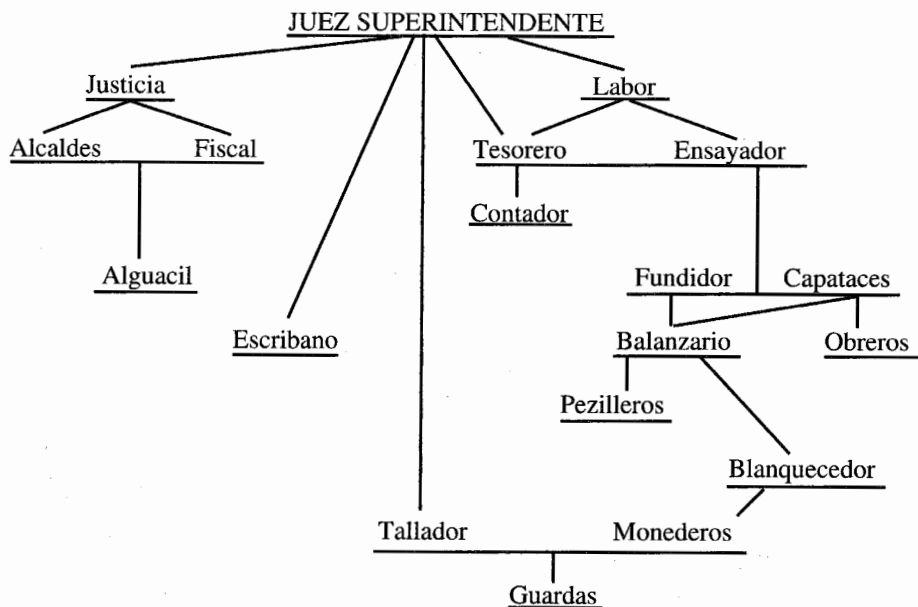 JUEZ SUPERINTENDENTE
Justicia
Labor
Alcaldes
Fiscal
Tesorero
Ensayador
Contador
Alguacil
Fundidor
Capataces
Escribano
Balanzario
Obreros
Pezilleros
Blanquecedor
Tallador
Monederos
Guardas